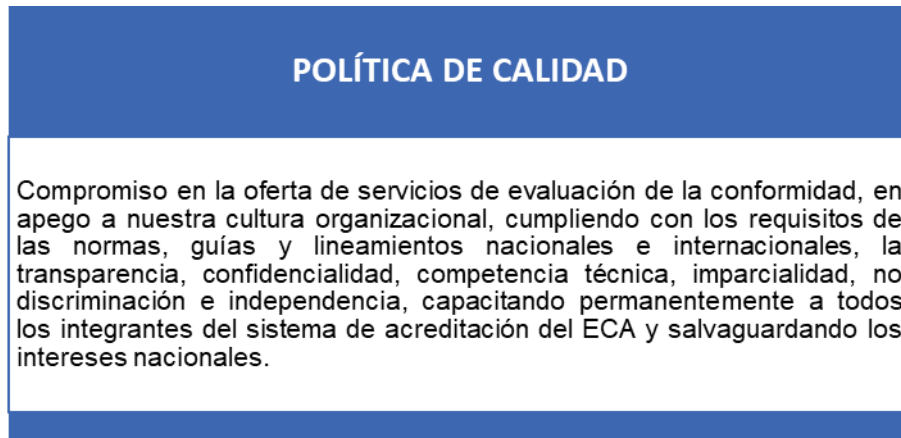 POLÍTICA DE CALIDAD
Compromiso en la oferta de servicios de evaluación de la conformidad, en
apego a nuestra cultura organizacional, cumpliendo con los requisitos de
las normas, guías y lineamientos nacionales e internacionales, la
transparencia, confidencialidad, competencia técnica, imparcialidad, no
discriminación e independencia, capacitando permanentemente a todos
los integrantes del sistema de acreditación del ECA y salvaguardando los
intereses nacionales.